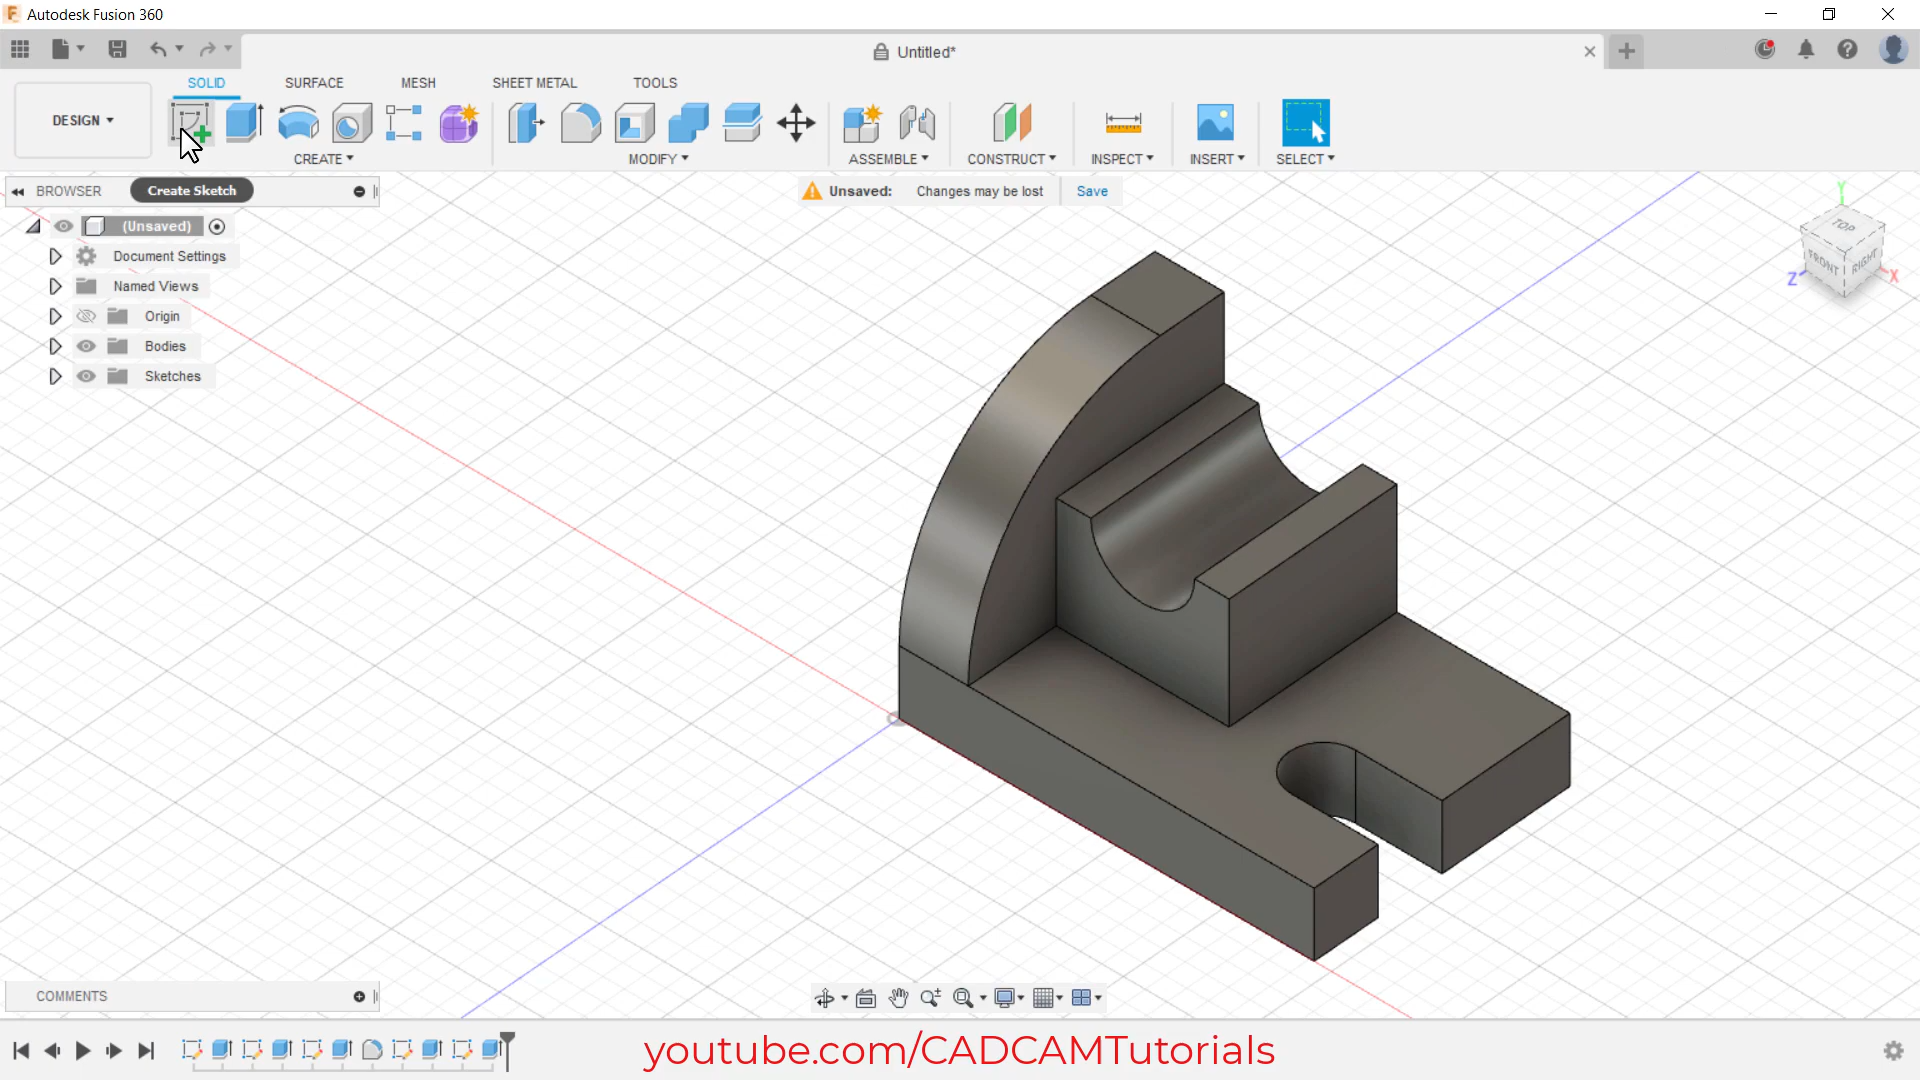 Autodesk Fusion 360
Untitled*
SOLID SURFACE MESH SHEET METAL TOOLS
DESIGN
CREATE MODIFY ASSEMBLE CONSTRUCT INSPECT INSERT SELECT
BROWSER
Create Sketch
Unsaved: Changes may be lost Save
(Unsaved)
Document Settings
Named Views
Origin
Bodies
Sketches
Y
TOP
FRONT RIGHT
Z X
COMMENTS
youtube.com/CADCAMTutorials